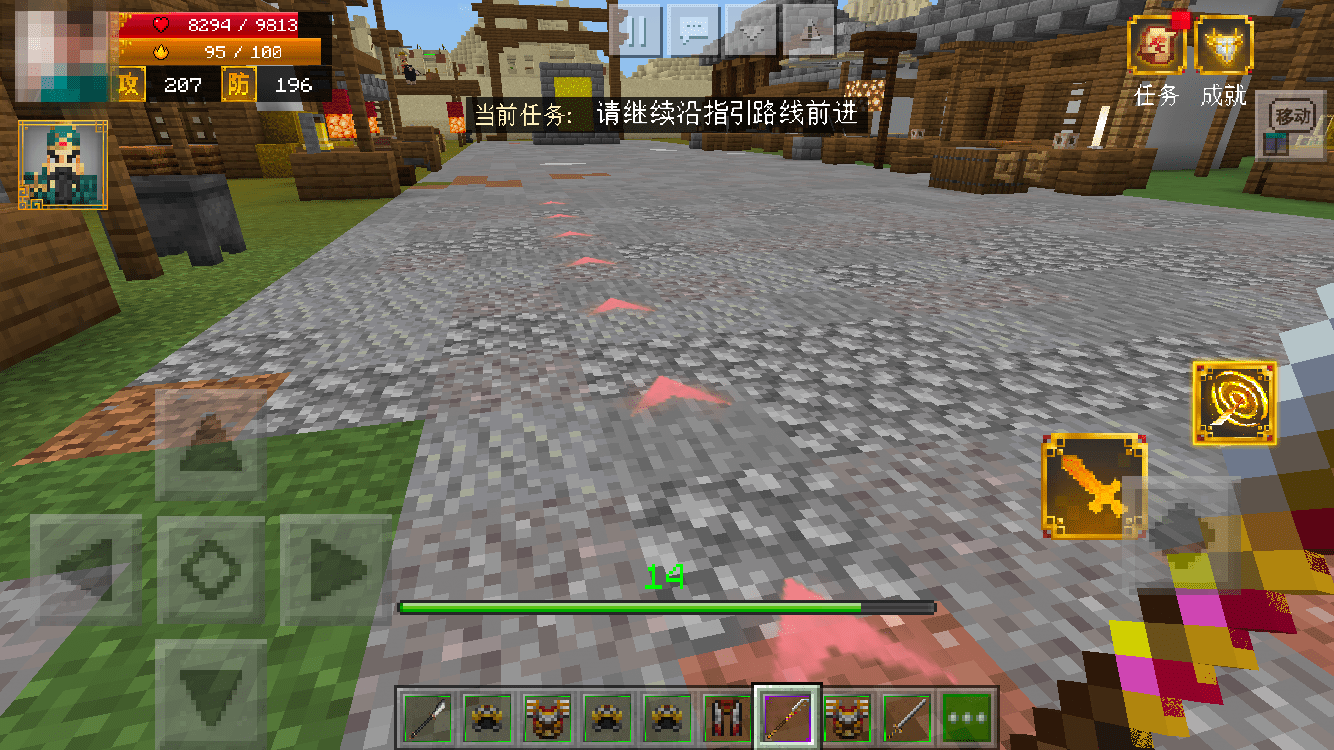 8294 / 9813
95 / 100
攻 207 防 196
当前任务: 请继续沿指引路线前进
任务 成就
移动
14